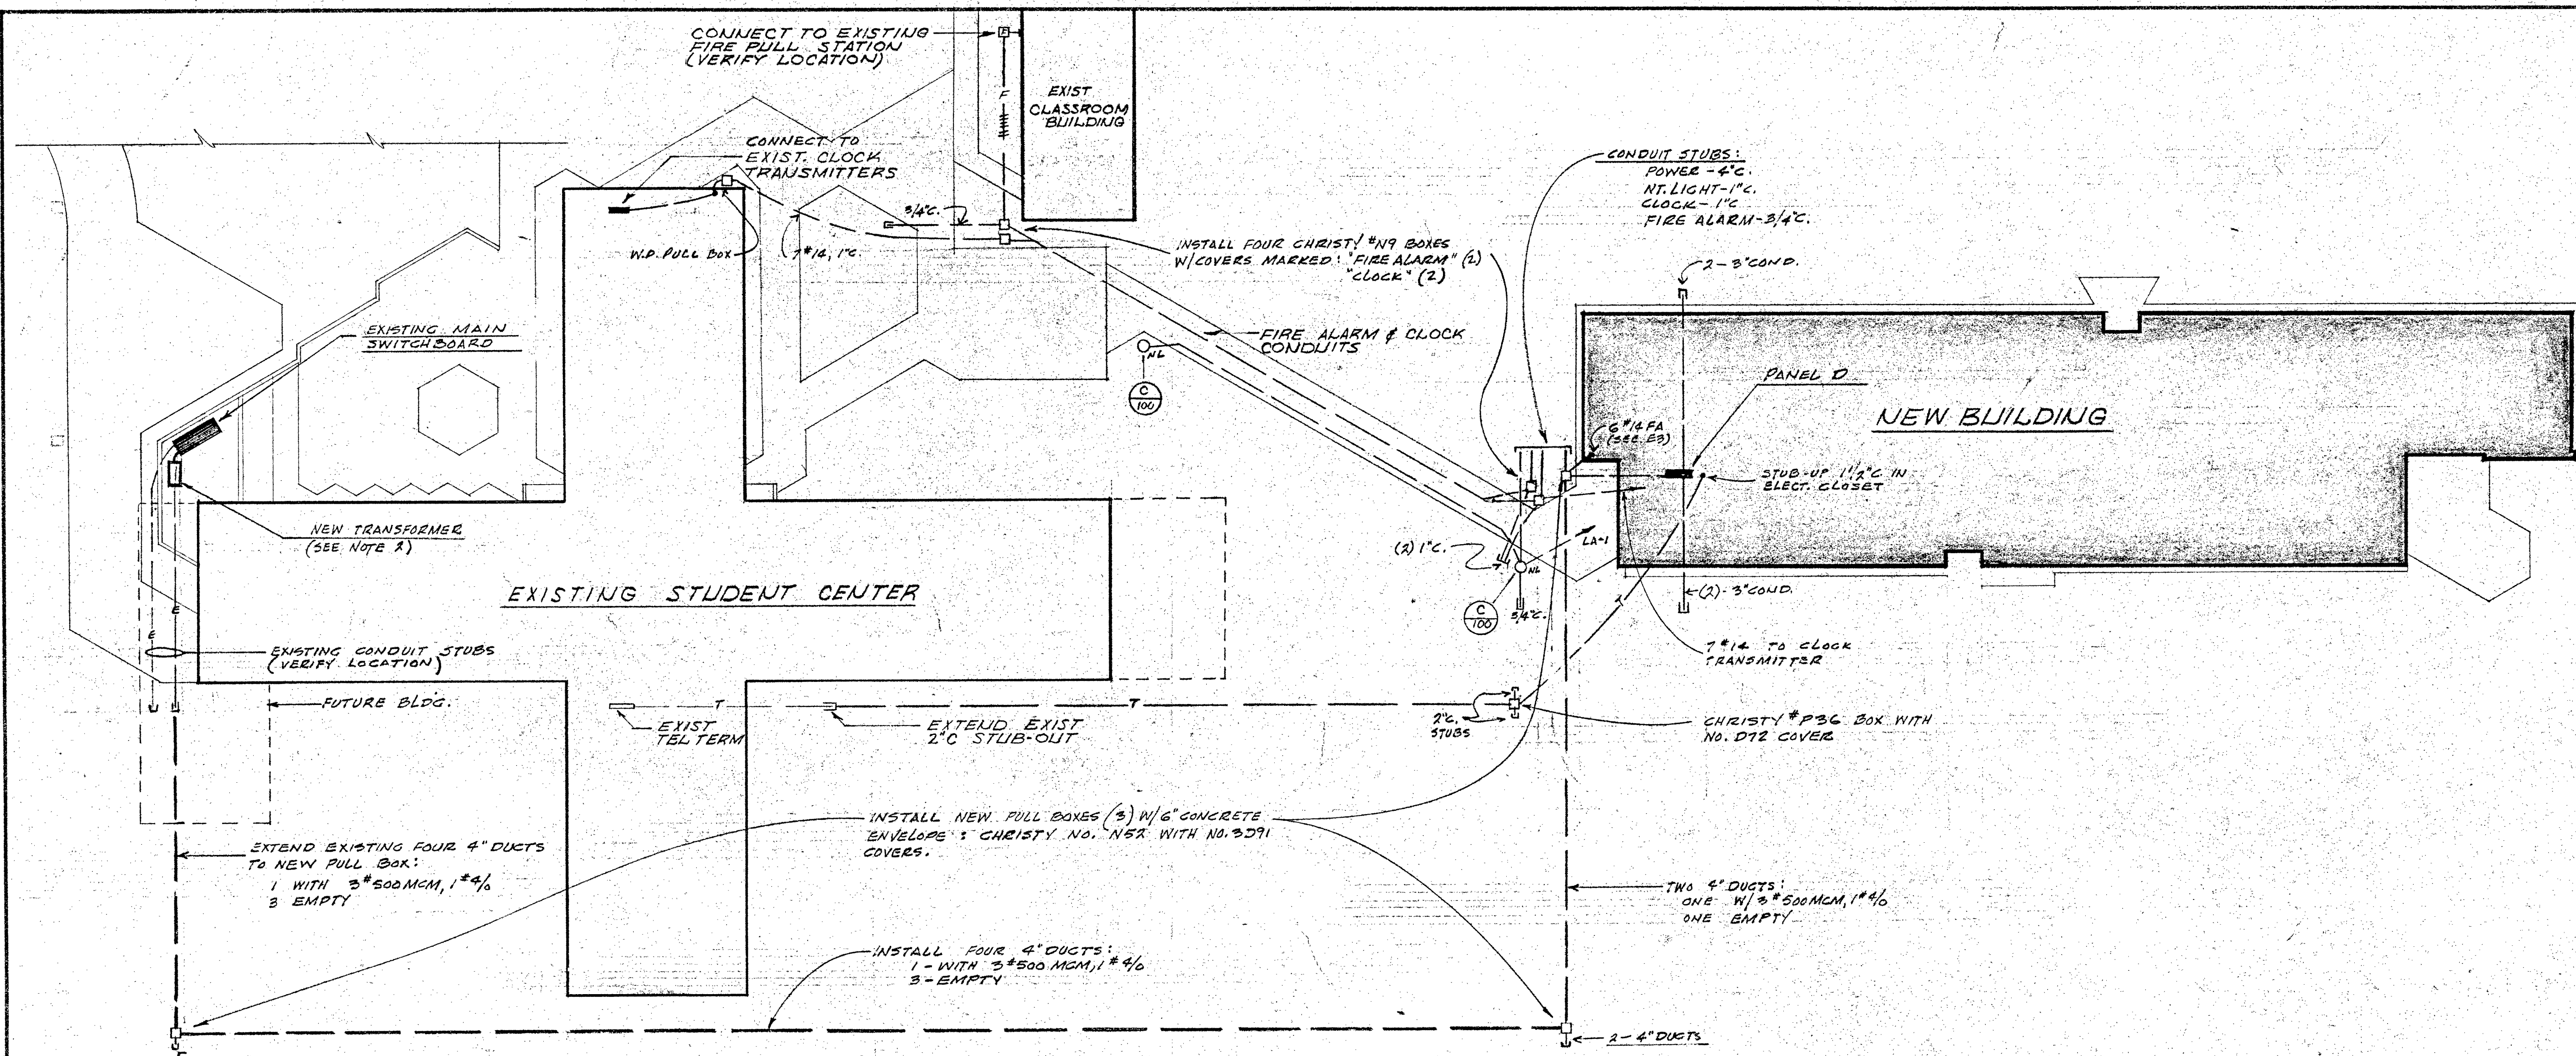 CONNECT TO EXISTING
FIRE PULL STATION
(VERIFY LOCATION)
F
F
EXIST
CLASSROOM
BUILDING
CONNECT TO
EXIST. CLOCK
TRANSMITTERS
3/4"C.
W.P. PULL BOX
7#14, 1"C.
CONDUIT STUBS:
POWER - 4"C.
NT. LIGHT - 1"C.
CLOCK - 1"C
FIRE ALARM - 3/4"C.
INSTALL FOUR CHRISTY #N9 BOXES
W/COVERS MARKED: "FIRE ALARM" (2)
"CLOCK" (2)
2-3"COND.
EXISTING MAIN
SWITCHBOARD
FIRE ALARM & CLOCK
CONDUITS
NL
C
100
PANEL D
NEW BUILDING
6#14 FA
(SEE E3)
STUB-UP 1 1/2"C IN
ELECT. CLOSET
NEW TRANSFORMER
(SEE NOTE 2)
(2) 1"C.
LA-1
NL
C
100
3/4"C.
EXISTING STUDENT CENTER
(2)-3"COND.
E
E
EXISTING CONDUIT STUBS
(VERIFY LOCATION)
7#14 TO CLOCK
TRANSMITTER
FUTURE BLDG.
T
T
EXIST
TEL TERM
EXTEND EXIST
2"C STUB-OUT
2"C.
STUBS
CHRISTY #P36 BOX WITH
NO. D72 COVER
INSTALL NEW PULL BOXES (3) W/6" CONCRETE
ENVELOPE: CHRISTY NO. N52 WITH NO. 3D91
COVERS.
EXTEND EXISTING FOUR 4" DUCTS
TO NEW PULL BOX:
1 WITH 3#500MCM, 1#4/0
3 EMPTY
TWO 4" DUCTS:
ONE W/3#500MCM, 1#4/0
ONE EMPTY
INSTALL FOUR 4" DUCTS:
1 - WITH 3#500 MCM, 1#4/0
3 - EMPTY
2-4" DUCTS